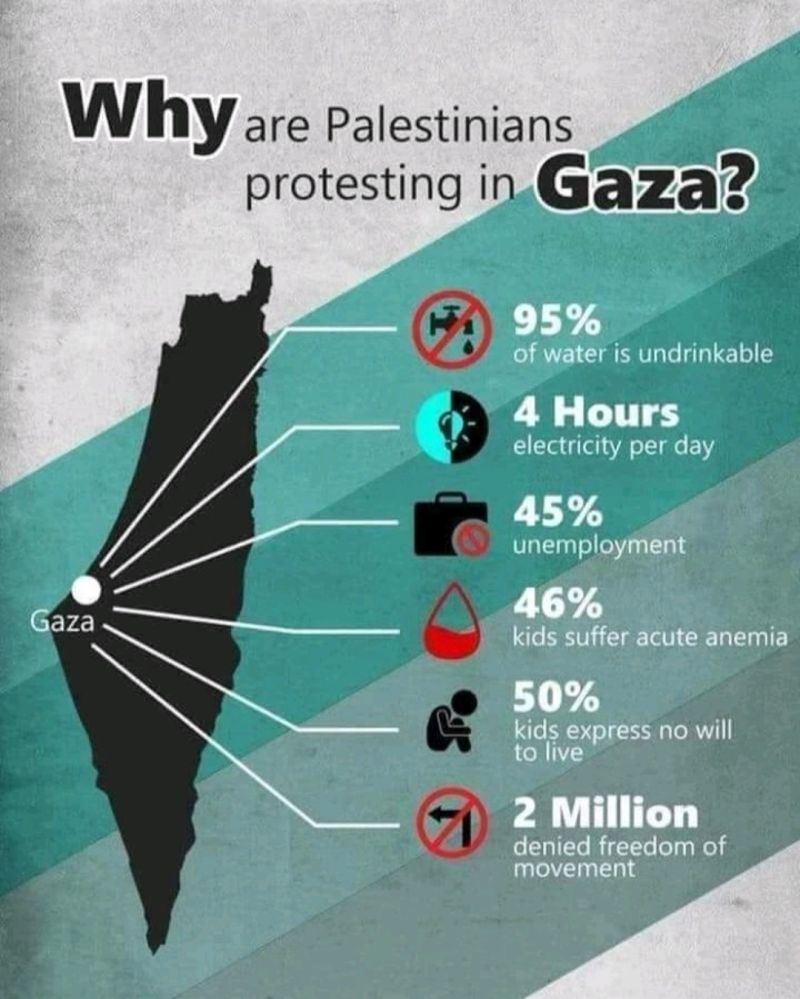 Why are Palestinians
protesting in Gaza?
95%
of water is undrinkable
4 Hours
electricity per day
45%
unemployment
Gaza
46%
kids suffer acute anemia
50%
kids express no will
to live
2 Million
denied freedom of
movement